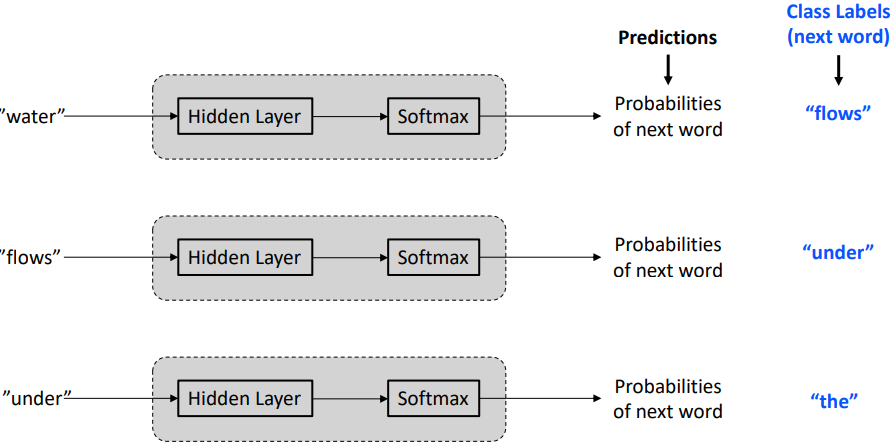 Class Labels
(next word)
Predictions
”water”
Hidden Layer
Softmax
Probabilities
of next word
“flows”
”flows”
Hidden Layer
Softmax
Probabilities
of next word
“under”
”under”
Hidden Layer
Softmax
Probabilities
of next word
“the”